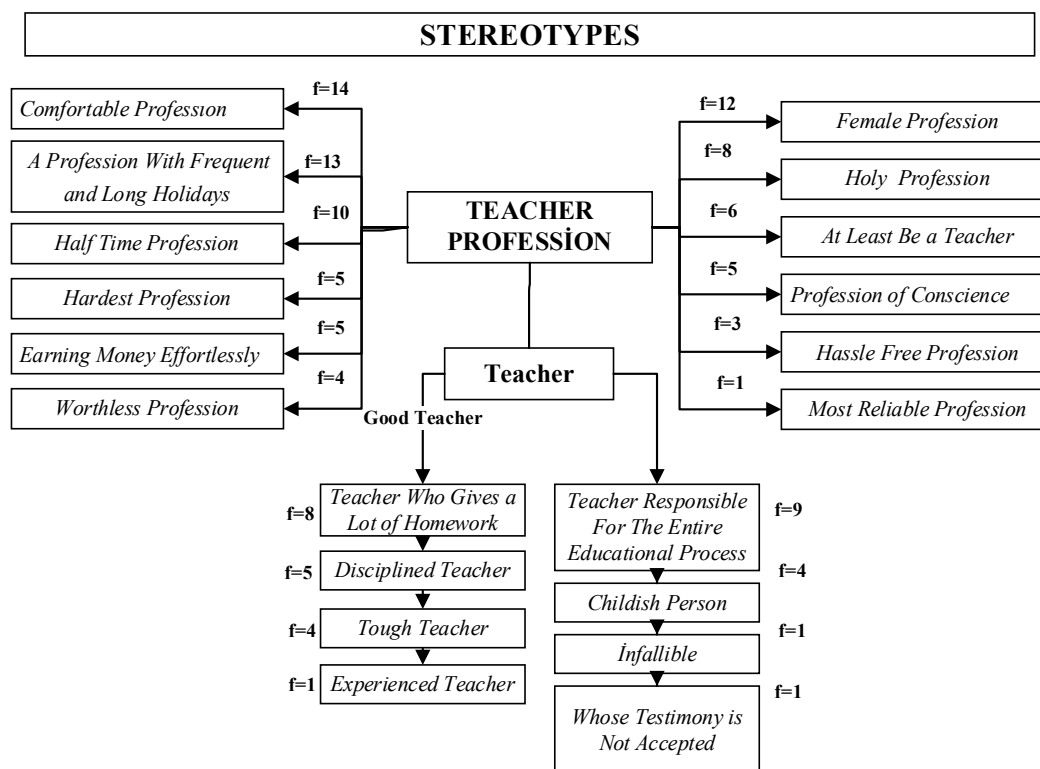 STEREOTYPES
f=14
Comfortable Profession
f=13
A Profession With Frequent
and Long Holidays
f=10
Half Time Profession
f=5
Hardest Profession
f=5
Earning Money Effortlessly
f=4
Worthless Profession
TEACHER
PROFESSİON
f=12
Female Profession
f=8
Holy Profession
f=6
At Least Be a Teacher
f=5
Profession of Conscience
f=3
Hassle Free Profession
f=1
Most Reliable Profession
Teacher
Good Teacher
f=8
Teacher Who Gives a
Lot of Homework
f=5
Disciplined Teacher
f=4
Tough Teacher
f=1
Experienced Teacher
f=9
Teacher Responsible
For The Entire
Educational Process
f=4
Childish Person
f=1
İnfallible
f=1
Whose Testimony is
Not Accepted